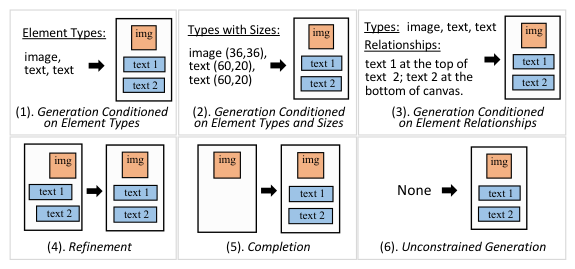 Element Types:
image,
text, text
img
text 1
text 2
(1). Generation Conditioned
on Element Types
Types with Sizes:
image (36,36),
text (60,20),
text (60,20)
img
text 1
text 2
(2). Generation Conditioned
on Element Types and Sizes
Types: image, text, text
Relationships:
text 1 at the top of
text 2; text 2 at the
bottom of canvas.
img
text 1
text 2
(3). Generation Conditioned
on Element Relationships
img
text 1
text 2
img
text 1
text 2
(4). Refinement
img
img
text 1
text 2
(5). Completion
None
img
text 1
text 2
(6). Unconstrained Generation